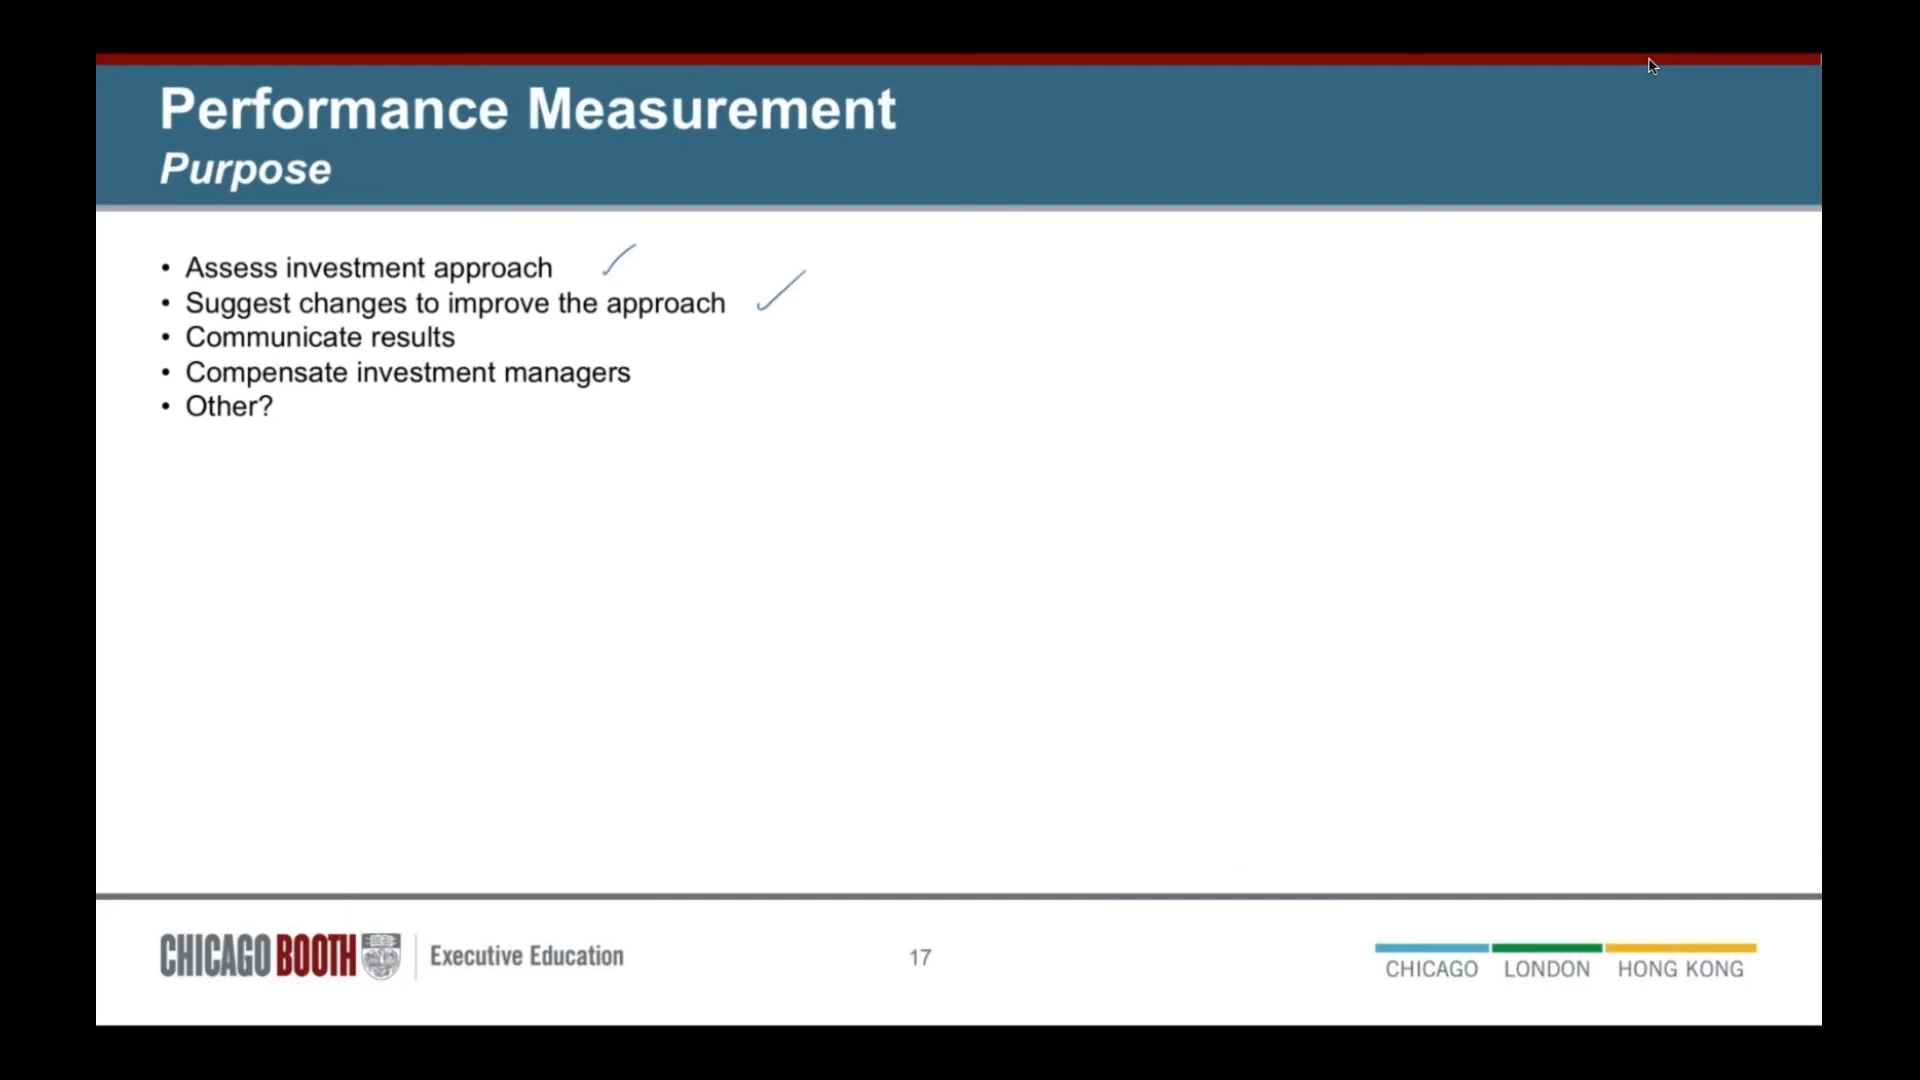 Performance Measurement
Purpose
• Assess investment approach
• Suggest changes to improve the approach
• Communicate results
• Compensate investment managers
• Other?
CHICAGO BOOTH Executive Education
17
CHICAGO LONDON HONG KONG